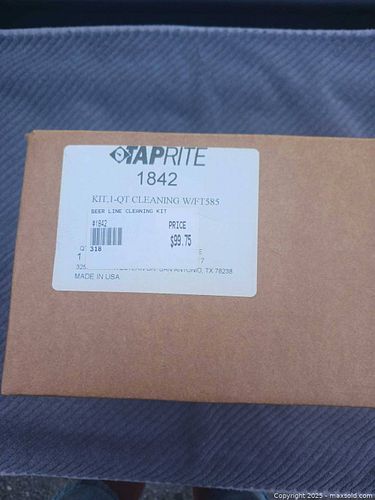 TAPRITE
1842
KIT,1-QT CLEANING W/FT585
BEER LINE CLEANING KIT
#1842 PRICE
$99.75
318
1
SAN ANTONIO, TX 78238
MADE IN USA
Copyright © 2025 - maxsold.com